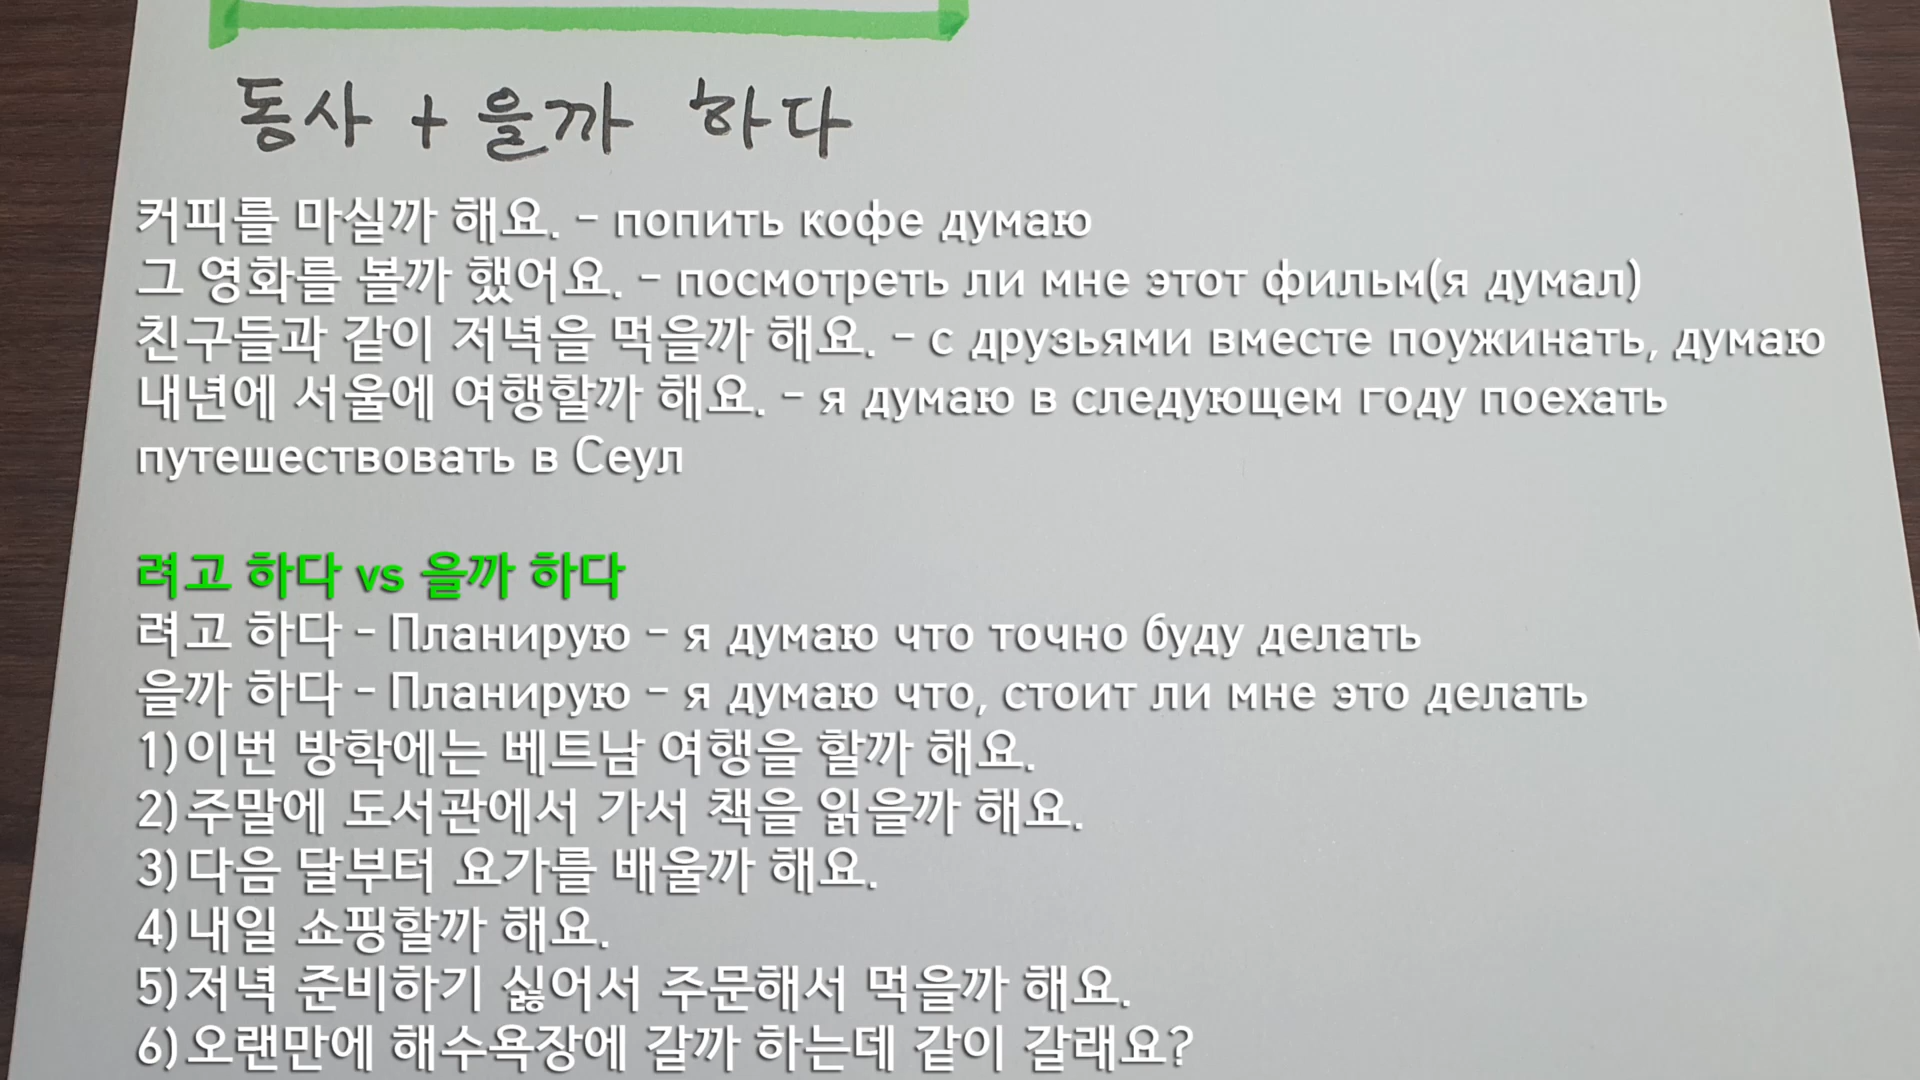 동사 + 을까 하다
커피를 마실까 해요. - попить кофе думаю
그 영화를 볼까 했어요. - посмотреть ли мне этот фильм(я думал)
친구들과 같이 저녁을 먹을까 해요. - с друзьями вместе поужинать, думаю
내년에 서울에 여행할까 해요. - я думаю в следующем году поехать
путешествовать в Сеул
려고 하다 vs 을까 하다
려고 하다 - Планирую - я думаю что точно буду делать
을까 하다 - Планирую - я думаю что, стоит ли мне это делать
1)이번 방학에는 베트남 여행을 할까 해요.
2)주말에 도서관에서 가서 책을 읽을까 해요.
3)다음 달부터 요가를 배울까 해요.
4)내일 쇼핑할까 해요.
5)저녁 준비하기 싫어서 주문해서 먹을까 해요.
6)오랜만에 해수욕장에 갈까 하는데 같이 갈래요?